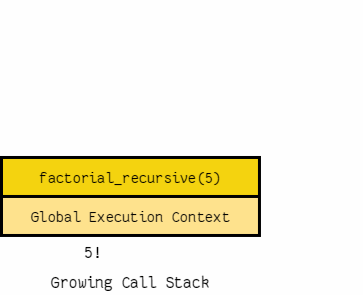 factorial_recursive(5)
Global Execution Context
5!
Growing Call Stack